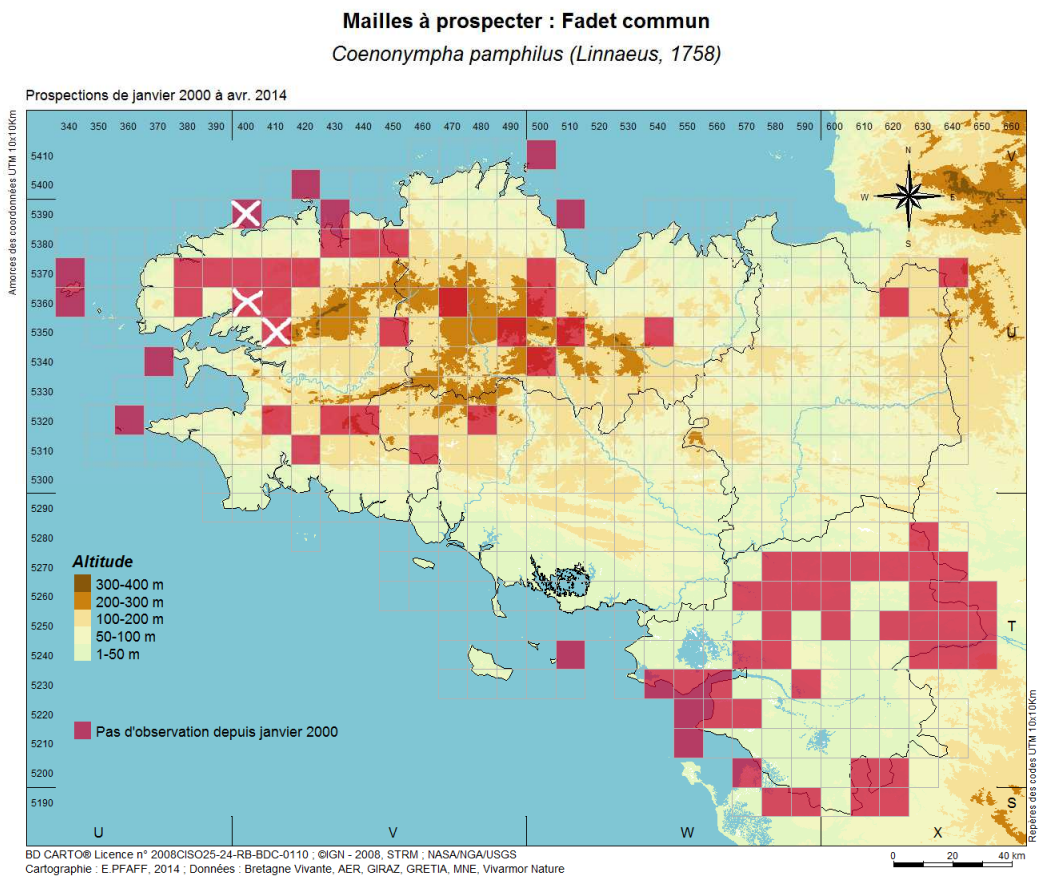 Mailles à prospecter : Fadet commun
Coenonympha pamphilus (Linnaeus, 1758)
Prospections de janvier 2000 à avr. 2014
Amorces des coordonnées UTM 10x10Km
340 350 360 370 380 390 400 410 420 430 440 450 460 470 480 490 500 510 520 530 540 550 560 570 580 590 600 610 620 630 640 650 660
5410
5400
5390
5380
5370
5360
5350
5340
5330
5320
5310
5300
5290
5280
5270
5260
5250
5240
5230
5220
5210
5200
5190
N
W E
S
V
U
T
S
Altitude
300-400 m
200-300 m
100-200 m
50-100 m
1-50 m
Pas d'observation depuis janvier 2000
U V W X
Repères des codes UTM 10x10Km
BD CARTO® Licence n° 2008CISO25-24-RB-BDC-0110 ; ©IGN - 2008, STRM ; NASA/NGA/USGS
Cartographie : E.PFAFF, 2014 ; Données : Bretagne Vivante, AER, GIRAZ, GRETIA, MNE, Vivarmor Nature
0 20 40 km